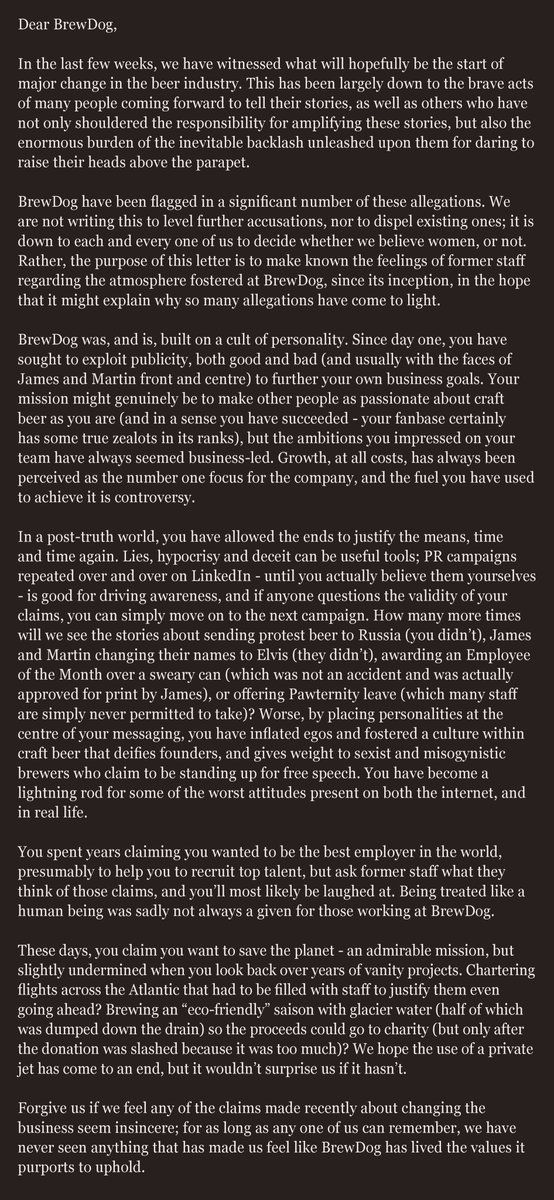 Dear BrewDog,
In the last few weeks, we have witnessed what will hopefully be the start of
major change in the beer industry. This has been largely down to the brave acts
of many people coming forward to tell their stories, as well as others who have
not only shouldered the responsibility for amplifying these stories, but also the
enormous burden of the inevitable backlash unleashed upon them for daring to
raise their heads above the parapet.
BrewDog have been flagged in a significant number of these allegations. We
are not writing this to level further accusations, nor to dispel existing ones; it is
down to each and every one of us to decide whether we believe women, or not.
Rather, the purpose of this letter is to make known the feelings of former staff
regarding the atmosphere fostered at BrewDog, since its inception, in the hope
that it might explain why so many allegations have come to light.
BrewDog was, and is, built on a cult of personality. Since day one, you have
sought to exploit publicity, both good and bad (and usually with the faces of
James and Martin front and centre) to further your own business goals. Your
mission might genuinely be to make other people as passionate about craft
beer as you are (and in a sense you have succeeded - your fanbase certainly
has some true zealots in its ranks), but the ambitions you impressed on your
team have always seemed business-led. Growth, at all costs, has always been
perceived as the number one focus for the company, and the fuel you have used
to achieve it is controversy.
In a post-truth world, you have allowed the ends to justify the means, time
and time again. Lies, hypocrisy and deceit can be useful tools; PR campaigns
repeated over and over on LinkedIn - until you actually believe them yourselves
- is good for driving awareness, and if anyone questions the validity of your
claims, you can simply move on to the next campaign. How many more times
will we see the stories about sending protest beer to Russia (you didn't), James
and Martin changing their names to Elvis (they didn't), awarding an Employee
of the Month over a sweary can (which was not an accident and was actually
approved for print by James), or offering Pawternity leave (which many staff
are simply never permitted to take)? Worse, by placing personalities at the
centre of your messaging, you have inflated egos and fostered a culture within
craft beer that deifies founders, and gives weight to sexist and misogynistic
brewers who claim to be standing up for free speech. You have become a
lightning rod for some of the worst attitudes present on both the internet, and
in real life.
You spent years claiming you wanted to be the best employer in the world,
presumably to help you to recruit top talent, but ask former staff what they
think of those claims, and you'll most likely be laughed at. Being treated like a
human being was sadly not always a given for those working at BrewDog.
These days, you claim you want to save the planet - an admirable mission, but
slightly undermined when you look back over years of vanity projects. Chartering
flights across the Atlantic that had to be filled with staff to justify them even
going ahead? Brewing an “eco-friendly” saison with glacier water (half of which
was dumped down the drain) so the proceeds could go to charity (but only after
the donation was slashed because it was too much)? We hope the use of a private
jet has come to an end, but it wouldn't surprise us if it hasn't.
Forgive us if we feel any of the claims made recently about changing the
business seem insincere; for as long as any one of us can remember, we have
never seen anything that has made us feel like BrewDog has lived the values it
purports to uphold.